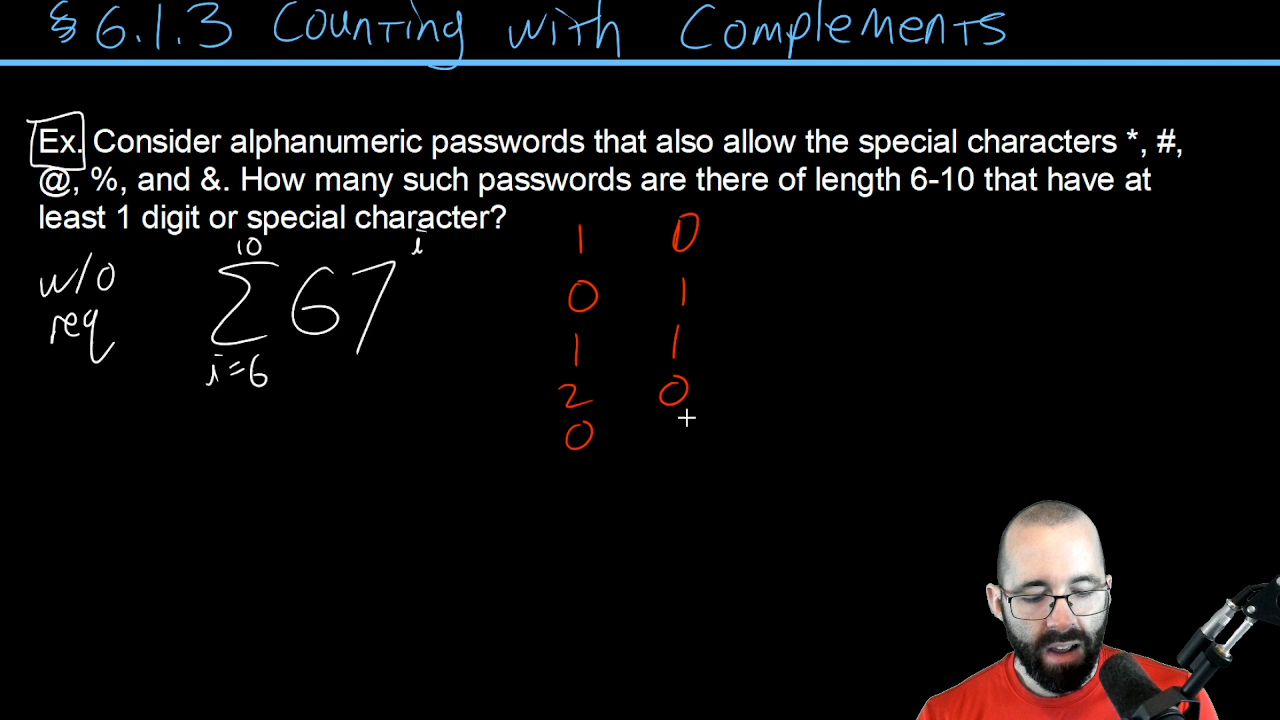 § 6.1.3 Counting with Complements
Ex. Consider alphanumeric passwords that also allow the special characters *, #,
@, %, and &. How many such passwords are there of length 6-10 that have at
least 1 digit or special character?
w/o
req
10
Σ 67^i
i=6
1 0
0 1
1 1
2 0
0